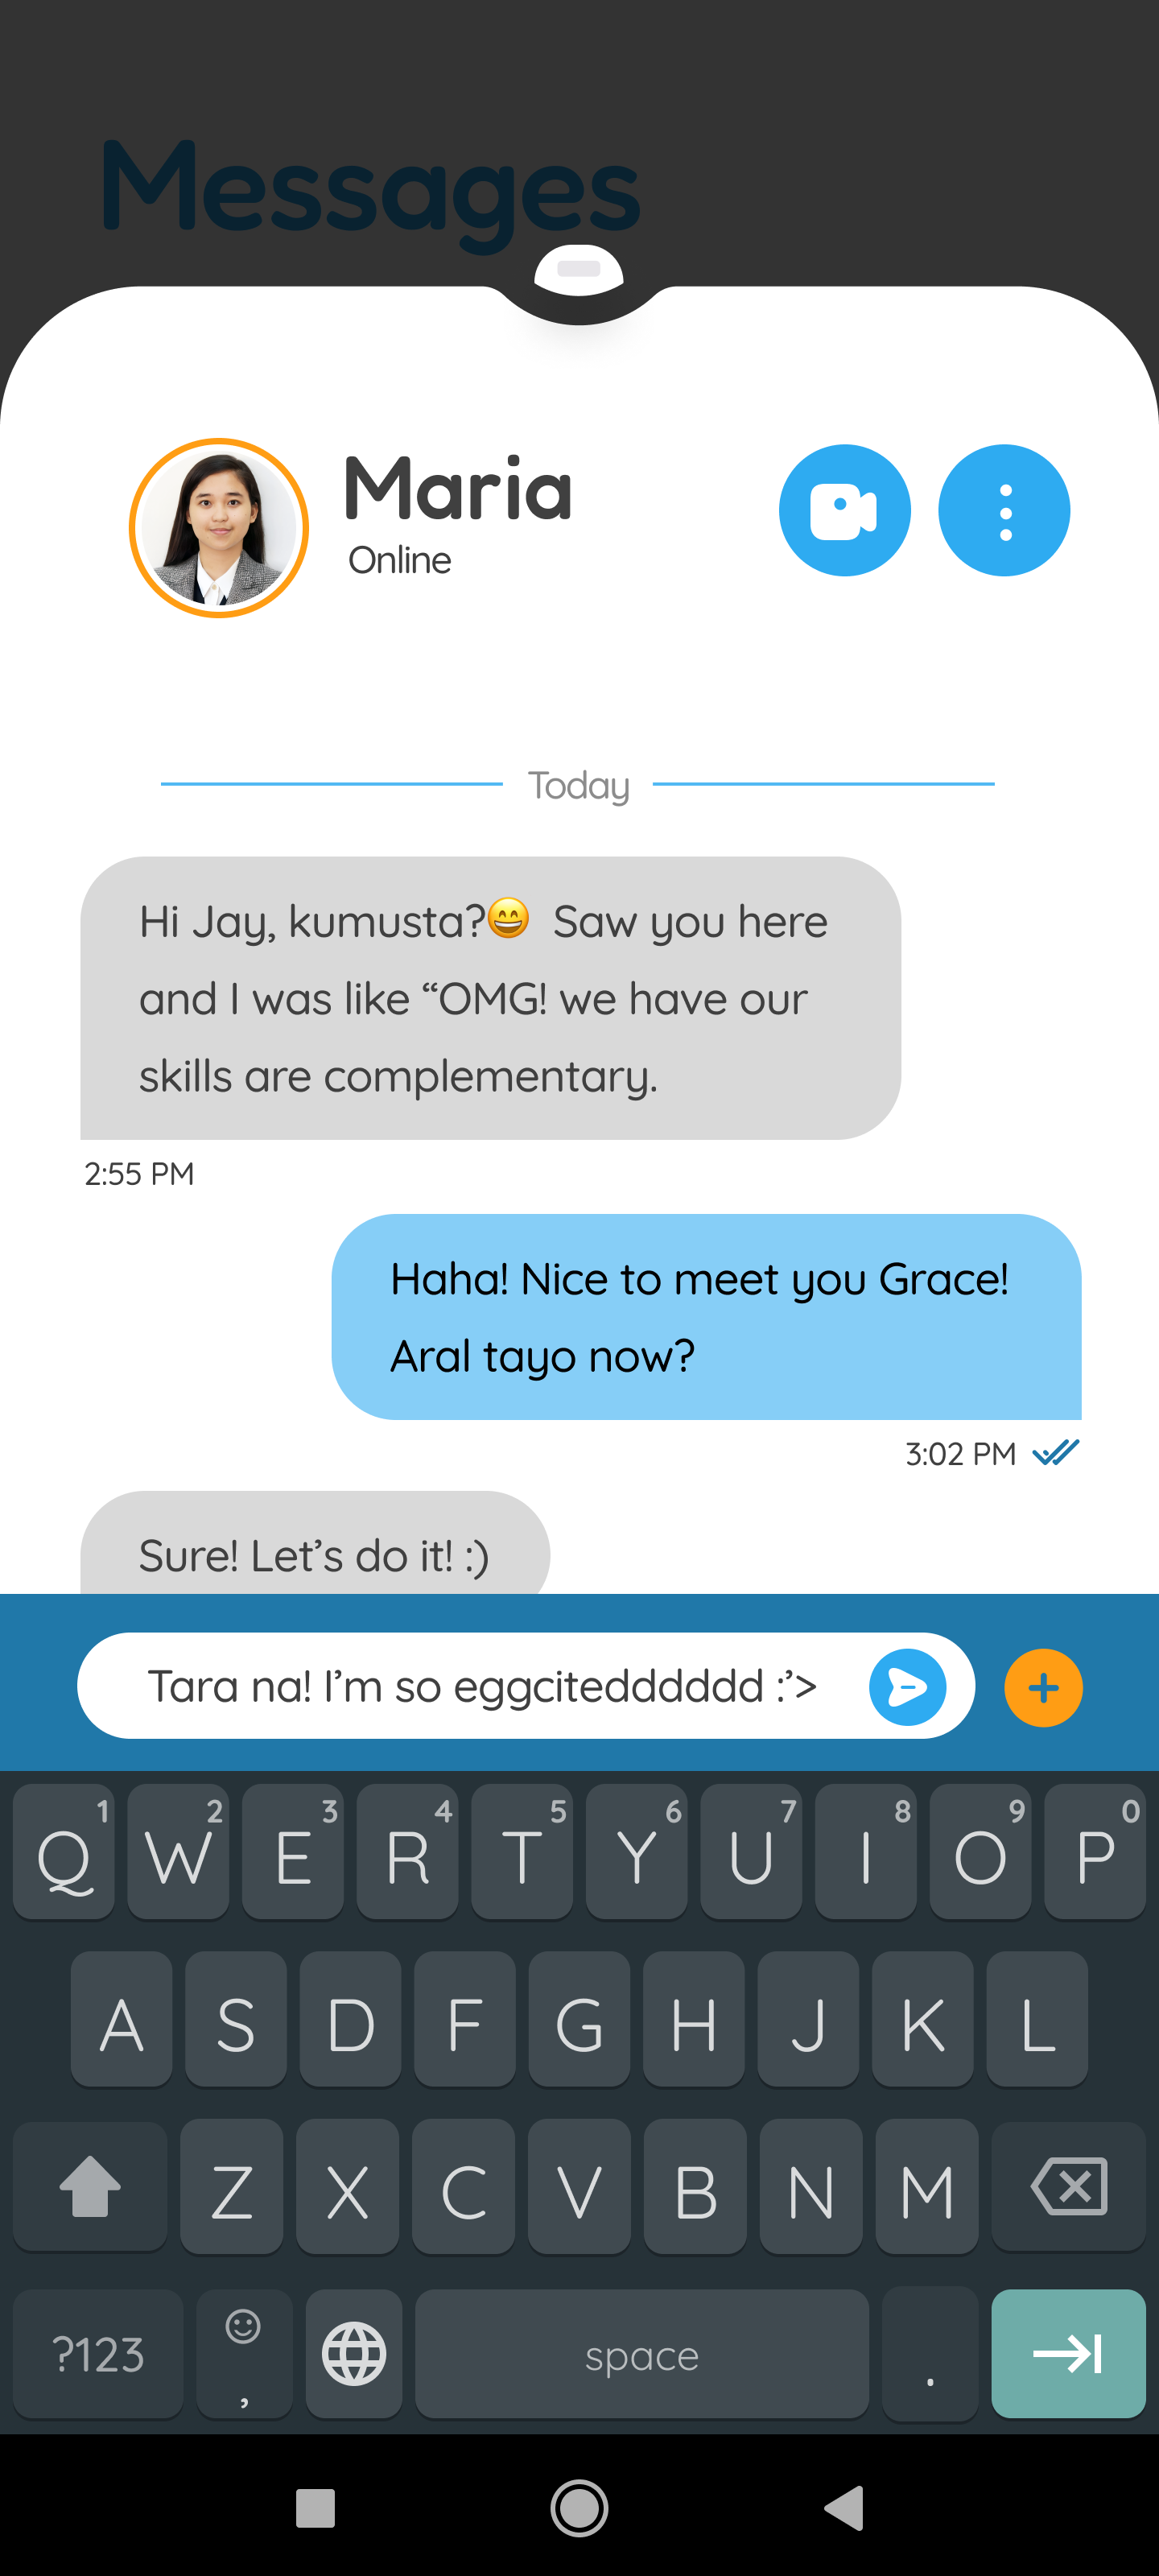 Messages
Maria
Online
Today
Hi Jay, kumusta?😄 Saw you here
and I was like “OMG! we have our
skills are complementary.
2:55 PM
Haha! Nice to meet you Grace!
Aral tayo now?
3:02 PM
Sure! Let’s do it! :)
Tara na! I’m so eggcitedddddd :’>
1 2 3 4 5 6 7 8 9 0
Q W E R T Y U I O P
A S D F G H J K L
Z X C V B N M
?123 , space .